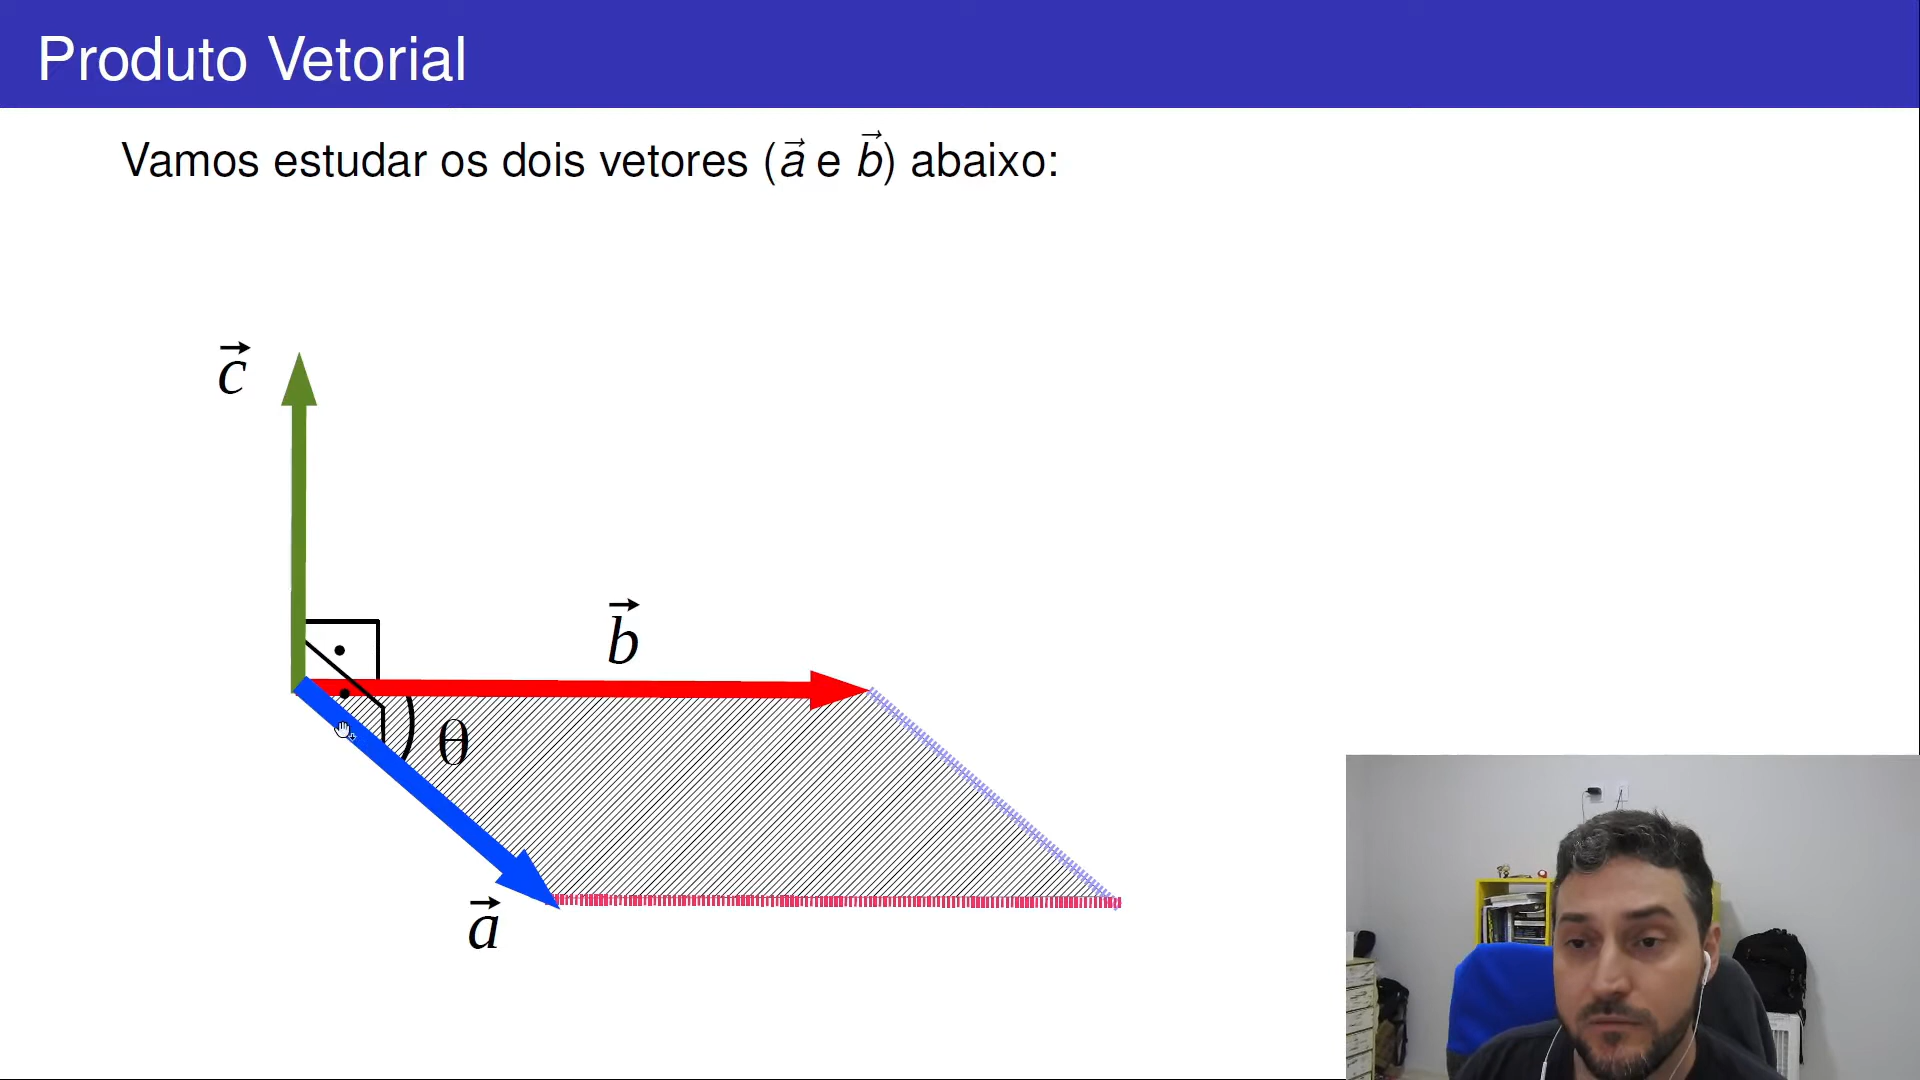 Produto Vetorial
Vamos estudar os dois vetores (a⃗ e b⃗) abaixo:
c⃗
b⃗
θ
a⃗